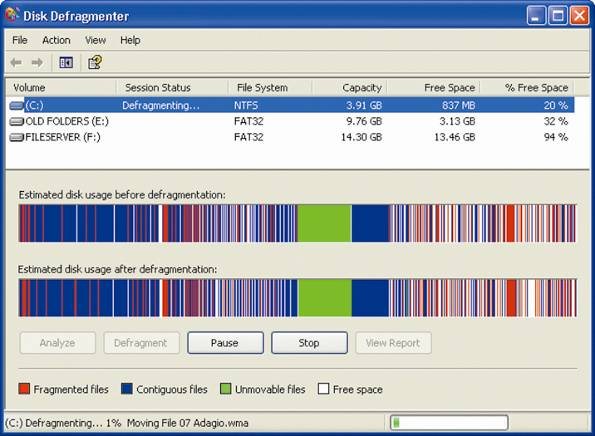 Disk Defragmenter
File Action View Help
Volume Session Status File System Capacity Free Space % Free Space
(C:) Defragmenting... NTFS 3.91 GB 837 MB 20 %
OLD FOLDERS (E:) FAT32 9.76 GB 3.13 GB 32 %
FILESERVER (F:) FAT32 14.30 GB 13.46 GB 94 %
Estimated disk usage before defragmentation:
Estimated disk usage after defragmentation:
Analyze Defragment Pause Stop View Report
Fragmented files Contiguous files Unmovable files Free space
(C:) Defragmenting... 1% Moving File 07 Adagio.wma